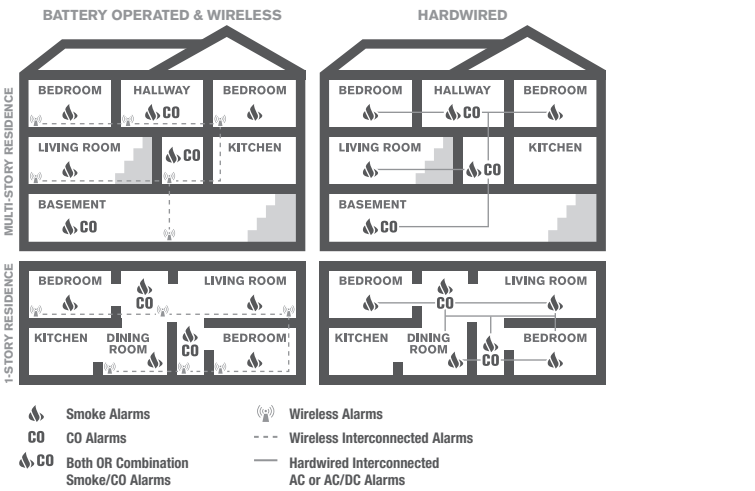 BATTERY OPERATED & WIRELESS
HARDWIRED
MULTI-STORY RESIDENCE
BEDROOM
HALLWAY
BEDROOM
CO
LIVING ROOM
CO
KITCHEN
BASEMENT
CO
BEDROOM
HALLWAY
BEDROOM
CO
LIVING ROOM
CO
KITCHEN
BASEMENT
CO
1-STORY RESIDENCE
BEDROOM
CO
LIVING ROOM
KITCHEN
DINING
ROOM
CO
BEDROOM
BEDROOM
CO
LIVING ROOM
KITCHEN
DINING
ROOM
CO
BEDROOM
Smoke Alarms
CO CO Alarms
CO Both OR Combination
Smoke/CO Alarms
Wireless Alarms
Wireless Interconnected Alarms
Hardwired Interconnected
AC or AC/DC Alarms